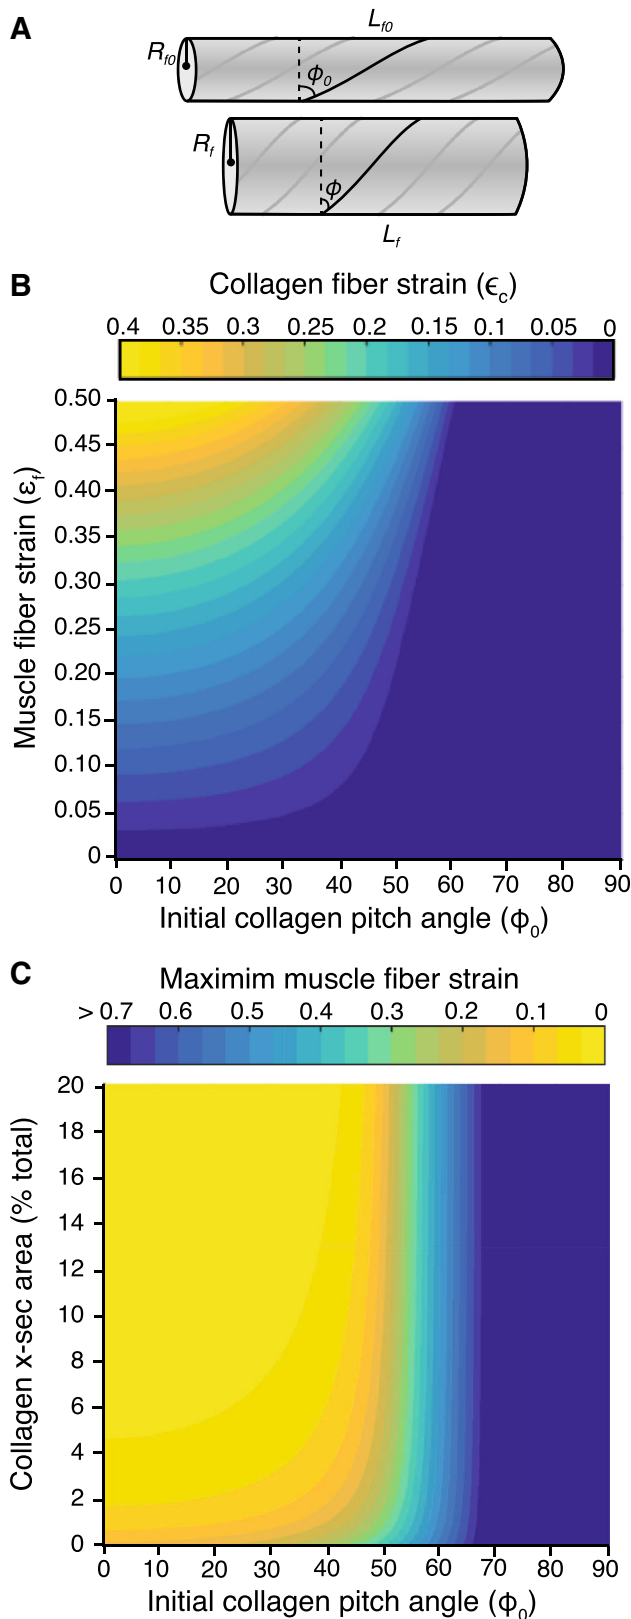 A
L_f0
R_f0
ϕ_0
R_f
ϕ
L_f
B
Collagen fiber strain (ϵ_c)
0.4 0.35 0.3 0.25 0.2 0.15 0.1 0.05 0
Muscle fiber strain (ε_f)
0.50
0.45
0.40
0.35
0.30
0.25
0.20
0.15
0.10
0.05
0
0 10 20 30 40 50 60 70 80 90
Initial collagen pitch angle (ϕ_0)
C
Maximim muscle fiber strain
> 0.7 0.6 0.5 0.4 0.3 0.2 0.1 0
Collagen x-sec area (% total)
20
18
16
14
12
10
8
6
4
2
0
0 10 20 30 40 50 60 70 80 90
Initial collagen pitch angle (ϕ_0)